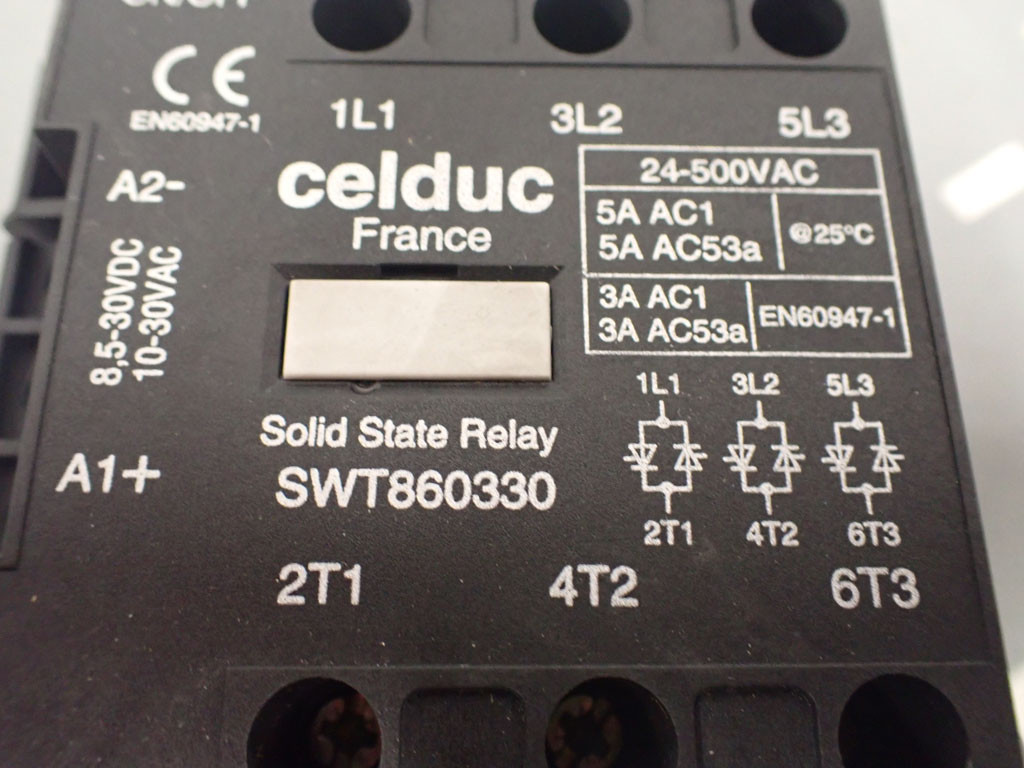 CE
EN60947-1
1L1 3L2 5L3
A2-
celduc
France
24-500VAC
5A AC1
5A AC53a
@25°C
3A AC1
3A AC53a
EN60947-1
8,5-30VDC
10-30VAC
A1+
Solid State Relay
SWT860330
1L1 3L2 5L3
2T1 4T2 6T3
2T1 4T2 6T3